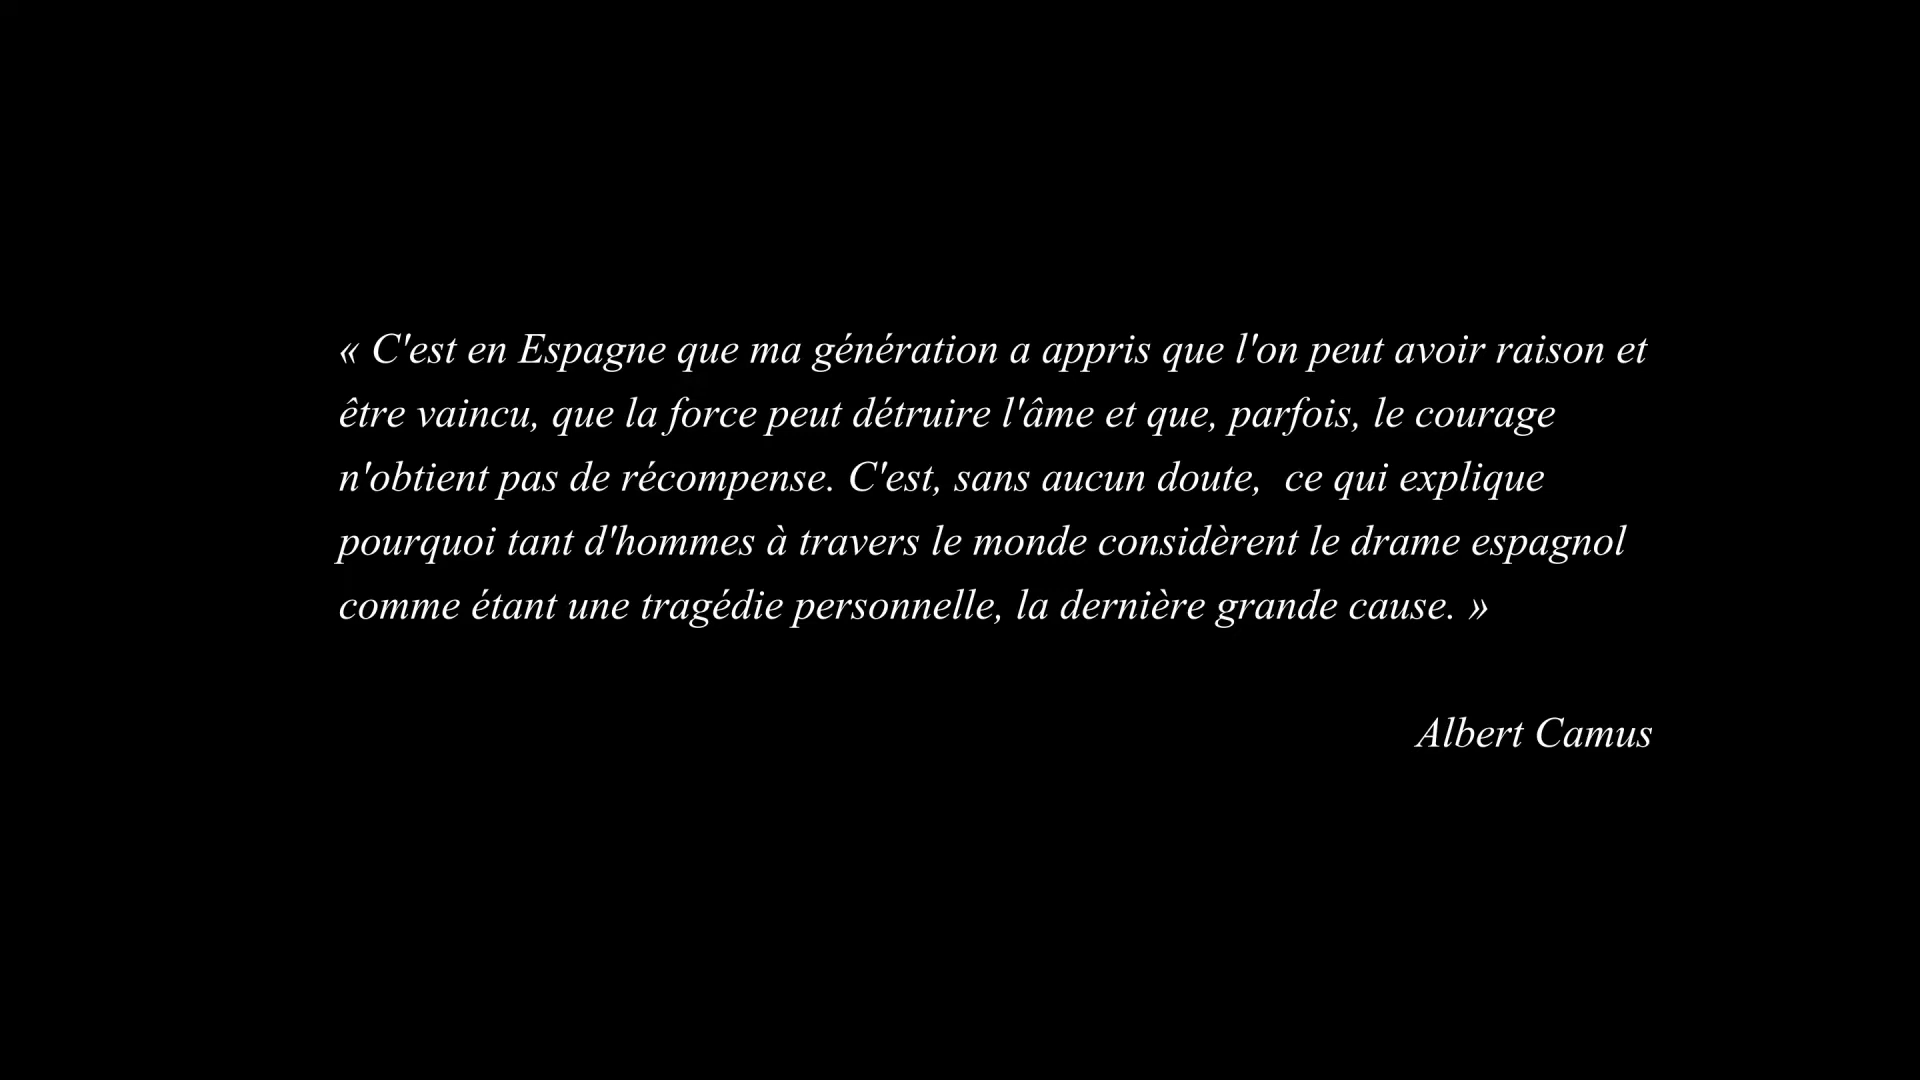 « C'est en Espagne que ma génération a appris que l'on peut avoir raison et
être vaincu, que la force peut détruire l'âme et que, parfois, le courage
n'obtient pas de récompense. C'est, sans aucun doute,  ce qui explique
pourquoi tant d'hommes à travers le monde considèrent le drame espagnol
comme étant une tragédie personnelle, la dernière grande cause. »
Albert Camus